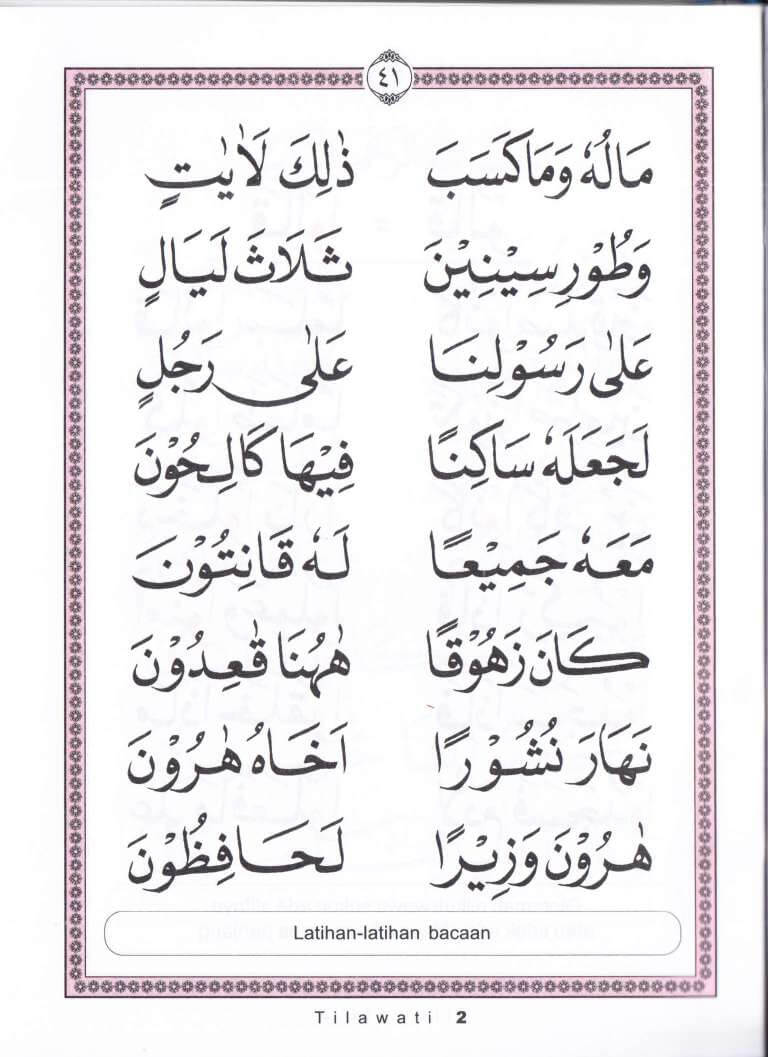 ٤١
مَالُهٗ وَمَا كَسَبَ ذٰلِكَ لَاٰيٰتٍ
وَطُوْرِ سِيْنِيْنَ ثَلَاثَ لَيَالٍ
عَلٰى رَسُوْلِنَا عَلٰى رَجُلٍ
لَجَعَلَهٗ سَاكِنًا فِيْهَا كَالِحُوْنَ
مَعَهٗ جَمِيْعًا لَهٗ قَانِتُوْنَ
كَانَ زَهُوْقًا هٰهُنَا قٰعِدُوْنَ
نَهَارَ نُشُوْرًا اَخَاهُ هٰرُوْنَ
هٰرُوْنَ وَزِيْرًا لَحَافِظُوْنَ
Latihan-latihan bacaan
Tilawati 2